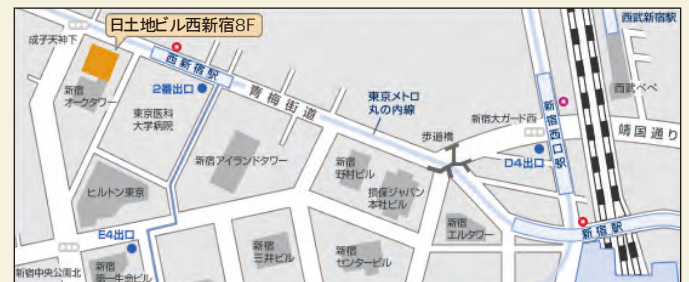 日土地ビル西新宿8F
西武新宿駅
成子天神下
西新宿駅
2番出口
新宿
オークタワー
東京医科
大学病院
青梅街道
東京メトロ
丸の内線
西武ペペ
新宿大ガード西
歩道橋
新宿西口駅
靖国通り
D4出口
新宿アイランドタワー
新宿
野村ビル
損保ジャパン
本社ビル
ヒルトン東京
E4出口
新宿
エルタワー
新宿駅
新宿中央公園北
新宿
第一生命ビル
新宿
三井ビル
新宿
センタービル